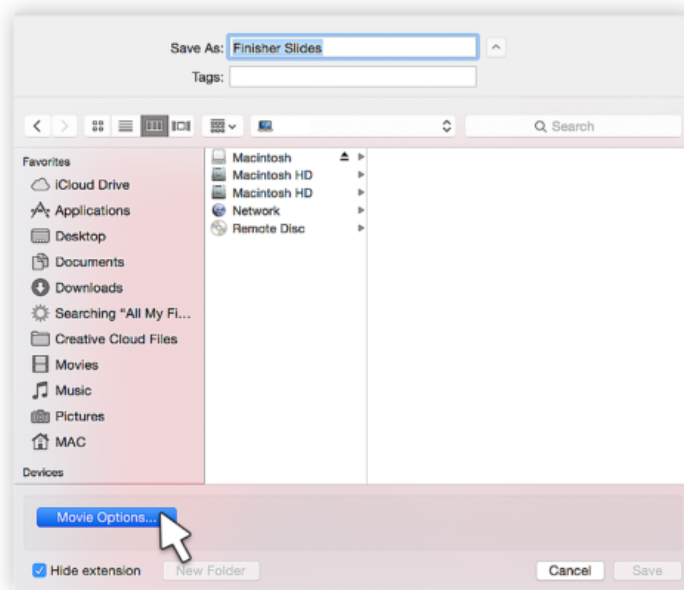 Save As: Finisher Slides
Tags:
Search
Favorites
iCloud Drive
Applications
Desktop
Documents
Downloads
Searching “All My Fi...
Creative Cloud Files
Movies
Music
Pictures
MAC
Devices
Macintosh
Macintosh HD
Macintosh HD
Network
Remote Disc
Movie Options...
Hide extension New Folder Cancel Save